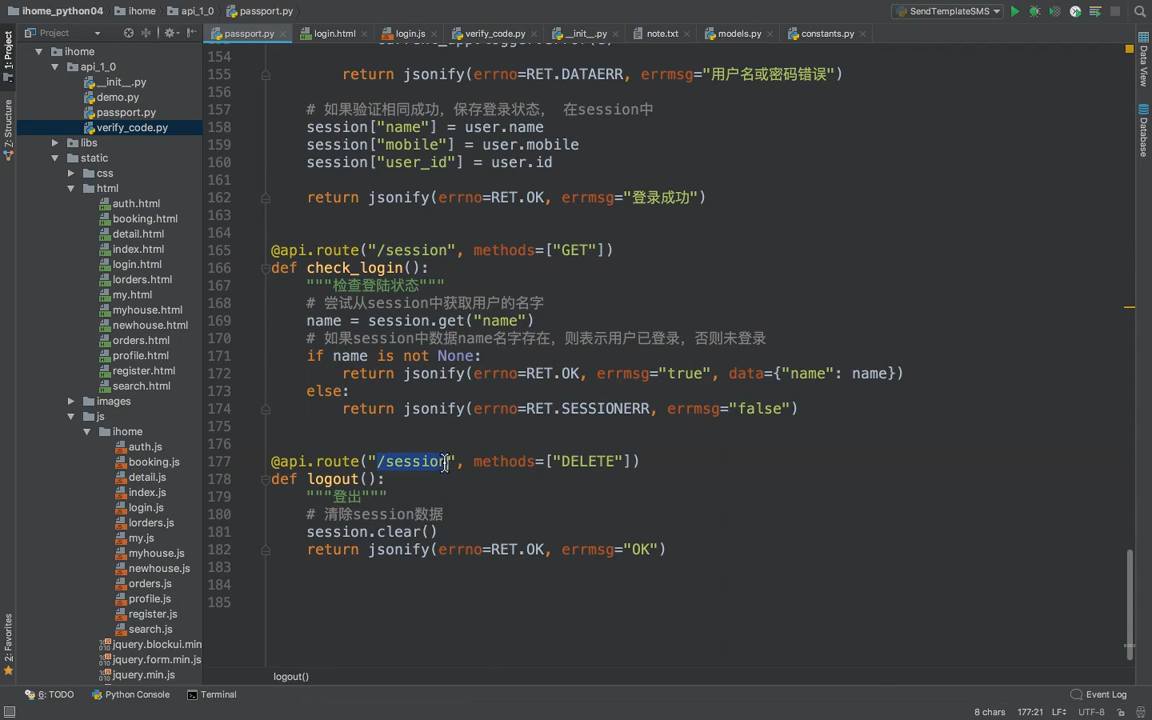 ihome_python04 ihome api_1_0 passport.py SendTemplateSMS
Project
passport.py login.html login.js verify_code.py __init__.py note.txt models.py constants.py
1: Project
Z: Structure
2: Favorites
Data View
Database
ihome
api_1_0
__init__.py
demo.py
passport.py
verify_code.py
libs
static
css
html
auth.html
booking.html
detail.html
index.html
login.html
lorders.html
my.html
myhouse.html
newhouse.html
orders.html
profile.html
register.html
search.html
images
js
ihome
auth.js
booking.js
detail.js
index.js
login.js
lorders.js
my.js
myhouse.js
newhouse.js
orders.js
profile.js
register.js
search.js
jquery.blockui.min
jquery.form.min.js
jquery.min.js
154
155 return jsonify(errno=RET.DATAERR, errmsg="用户名或密码错误")
156
157 # 如果验证相同成功，保存登录状态， 在session中
158 session["name"] = user.name
159 session["mobile"] = user.mobile
160 session["user_id"] = user.id
161
162 return jsonify(errno=RET.OK, errmsg="登录成功")
163
164
165 @api.route("/session", methods=["GET"])
166 def check_login():
167 """检查登陆状态"""
168 # 尝试从session中获取用户的名字
169 name = session.get("name")
170 # 如果session中数据name名字存在，则表示用户已登录，否则未登录
171 if name is not None:
172 return jsonify(errno=RET.OK, errmsg="true", data={"name": name})
173 else:
174 return jsonify(errno=RET.SESSIONERR, errmsg="false")
175
176
177 @api.route("/session", methods=["DELETE"])
178 def logout():
179 """登出"""
180 # 清除session数据
181 session.clear()
182 return jsonify(errno=RET.OK, errmsg="OK")
183
184
185
logout()
6: TODO Python Console Terminal Event Log
8 chars 177:21 LF UTF-8